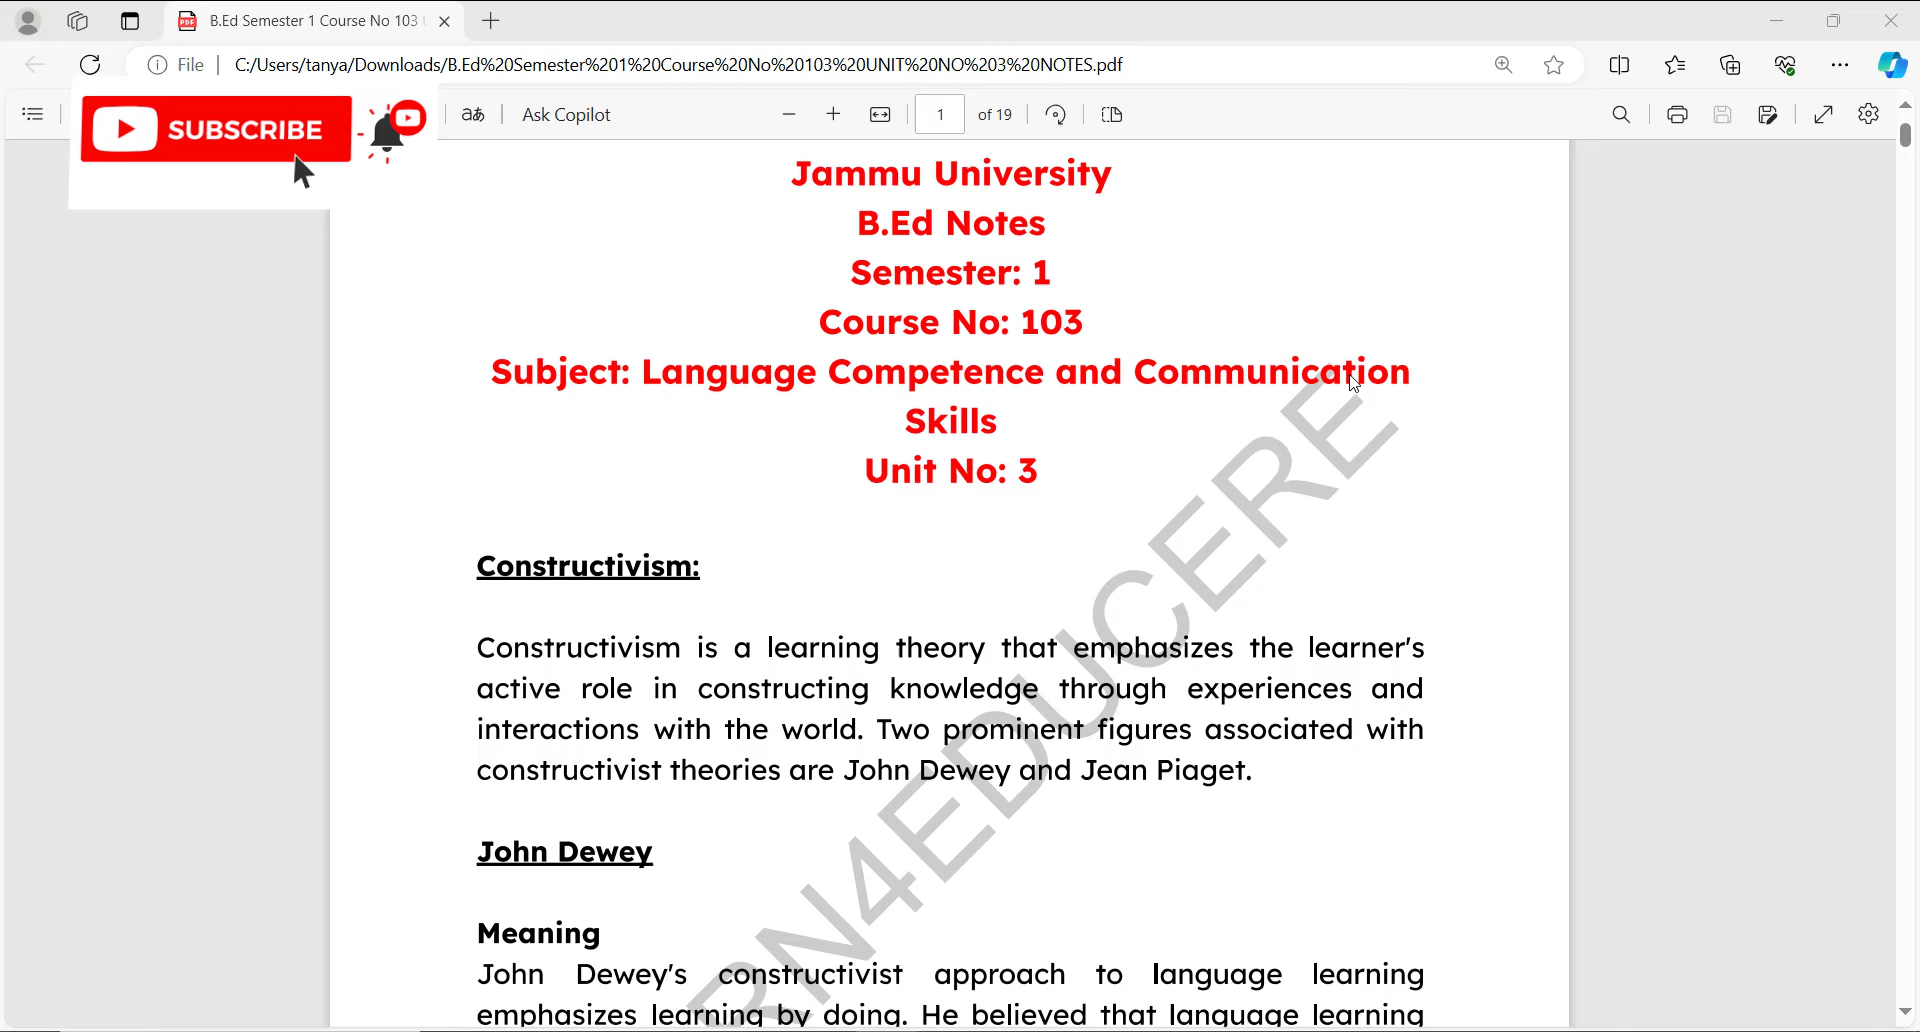 B.Ed Semester 1 Course No 103
File
C:/Users/tanya/Downloads/B.Ed%20Semester%201%20Course%20No%20103%20UNIT%20NO%203%20NOTES.pdf
SUBSCRIBE
aあ
Ask Copilot
1 of 19
Jammu University
B.Ed Notes
Semester: 1
Course No: 103
Subject: Language Competence and Communication
Skills
Unit No: 3
Constructivism:
Constructivism is a learning theory that emphasizes the learner's
active role in constructing knowledge through experiences and
interactions with the world. Two prominent figures associated with
constructivist theories are John Dewey and Jean Piaget.
John Dewey
Meaning
John Dewey's constructivist approach to language learning
emphasizes learning by doing. He believed that language learning
RN4EDUCERE